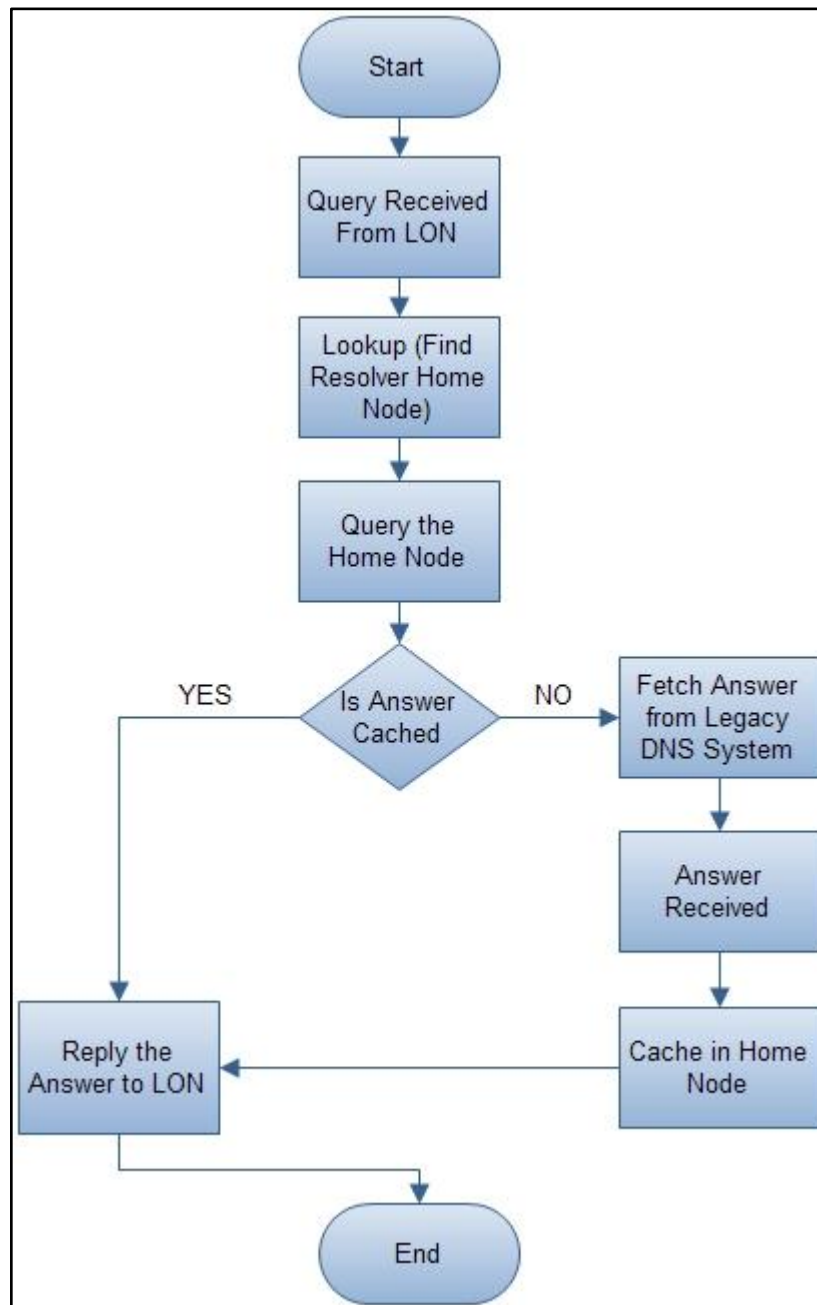 Start
Query Received
From LON
Lookup (Find
Resolver Home
Node)
Query the
Home Node
Is Answer
Cached
YES
NO
Fetch Answer
from Legacy
DNS System
Answer
Received
Cache in Home
Node
Reply the
Answer to LON
End